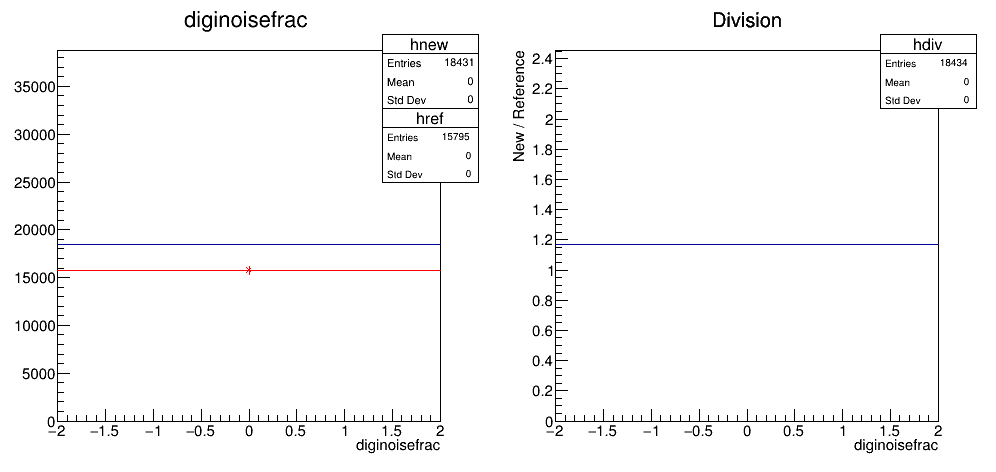 diginoisefrac
hnew
Entries 18431
Mean 0
Std Dev 0
href
Entries 15795
Mean 0
Std Dev 0
35000
30000
25000
20000
15000
10000
5000
0
−2 −1.5 −1 −0.5 0 0.5 1 1.5 2
diginoisefrac
Division
hdiv
Entries 18434
Mean 0
Std Dev 0
New / Reference
2.4
2.2
2
1.8
1.6
1.4
1.2
1
0.8
0.6
0.4
0.2
0
−2 −1.5 −1 −0.5 0 0.5 1 1.5 2
diginoisefrac